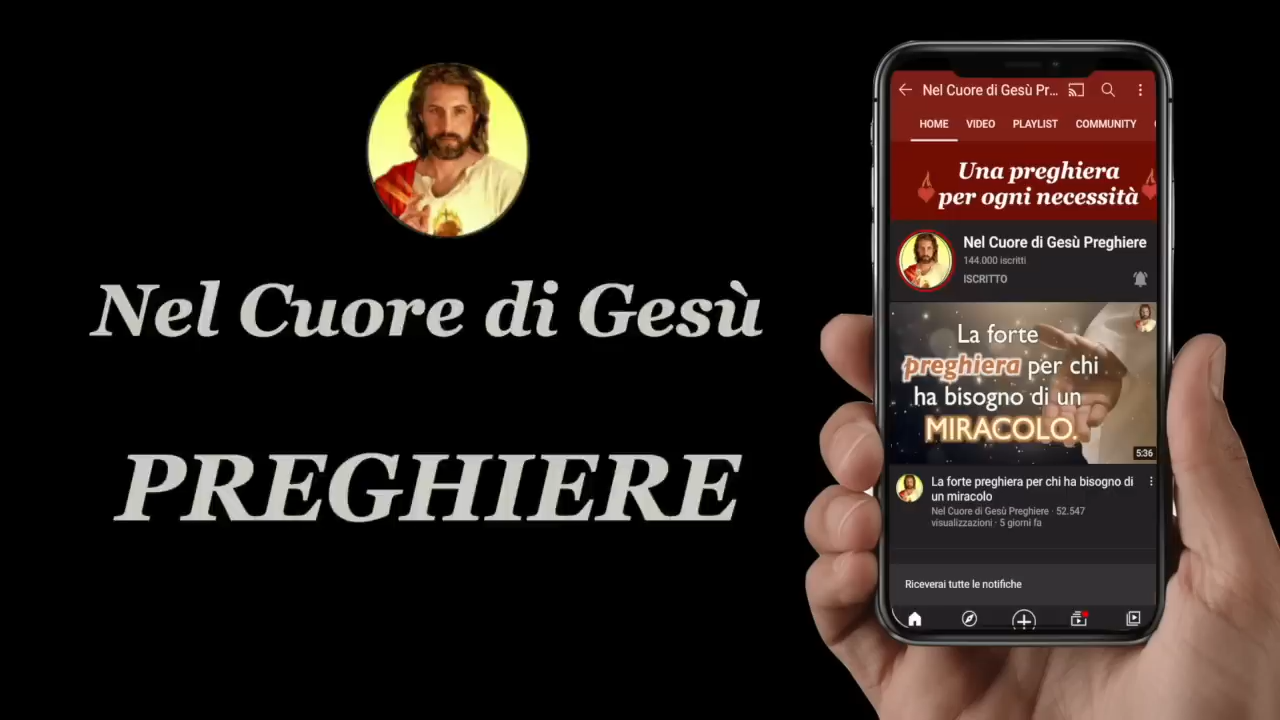 Nel Cuore di Gesù
PREGHIERE
Nel Cuore di Gesù Pr...
HOME VIDEO PLAYLIST COMMUNITY
Una preghiera
per ogni necessità
Nel Cuore di Gesù Preghiere
144.000 iscritti
ISCRITTO
La forte
preghiera per chi
ha bisogno di un
MIRACOLO.
5:36
La forte preghiera per chi ha bisogno di
un miracolo
Nel Cuore di Gesù Preghiere · 52.547
visualizzazioni · 5 giorni fa
Riceverai tutte le notifiche